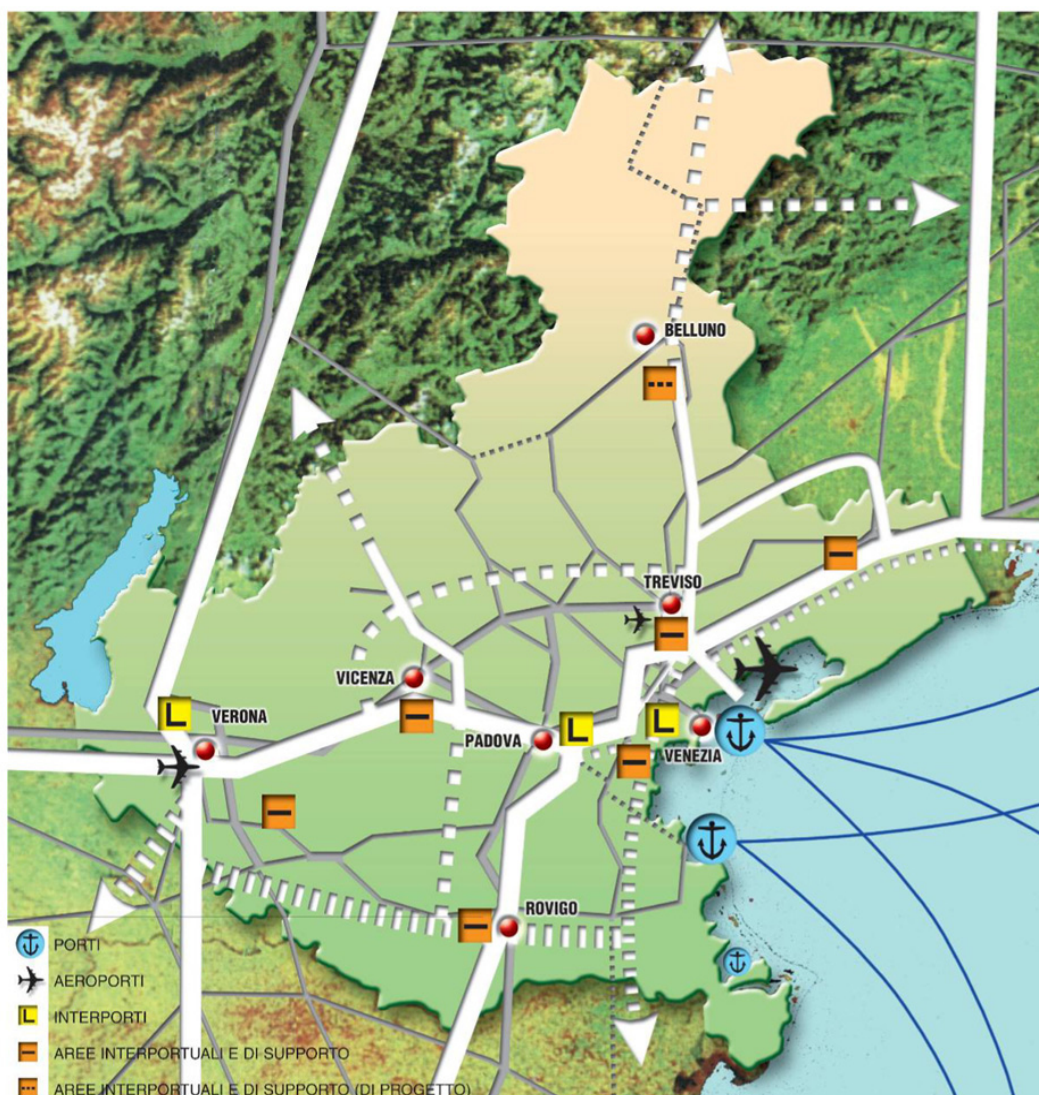 BELLUNO
TREVISO
VICENZA
VERONA
PADOVA
VENEZIA
ROVIGO
PORTI
AEROPORTI
L INTERPORTI
AREE INTERPORTUALI E DI SUPPORTO
AREE INTERPORTUALI E DI SUPPORTO (DI PROGETTO)
L
L
L